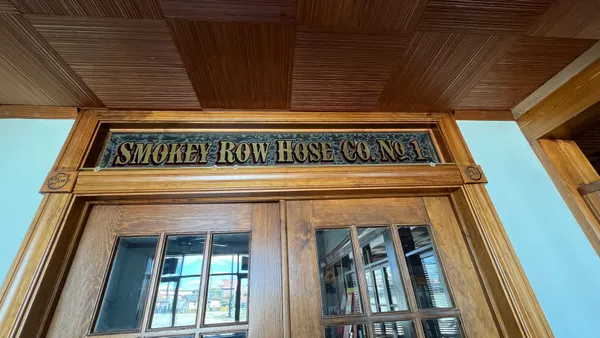 SMOKEY ROW HOSE CO. NO. 1